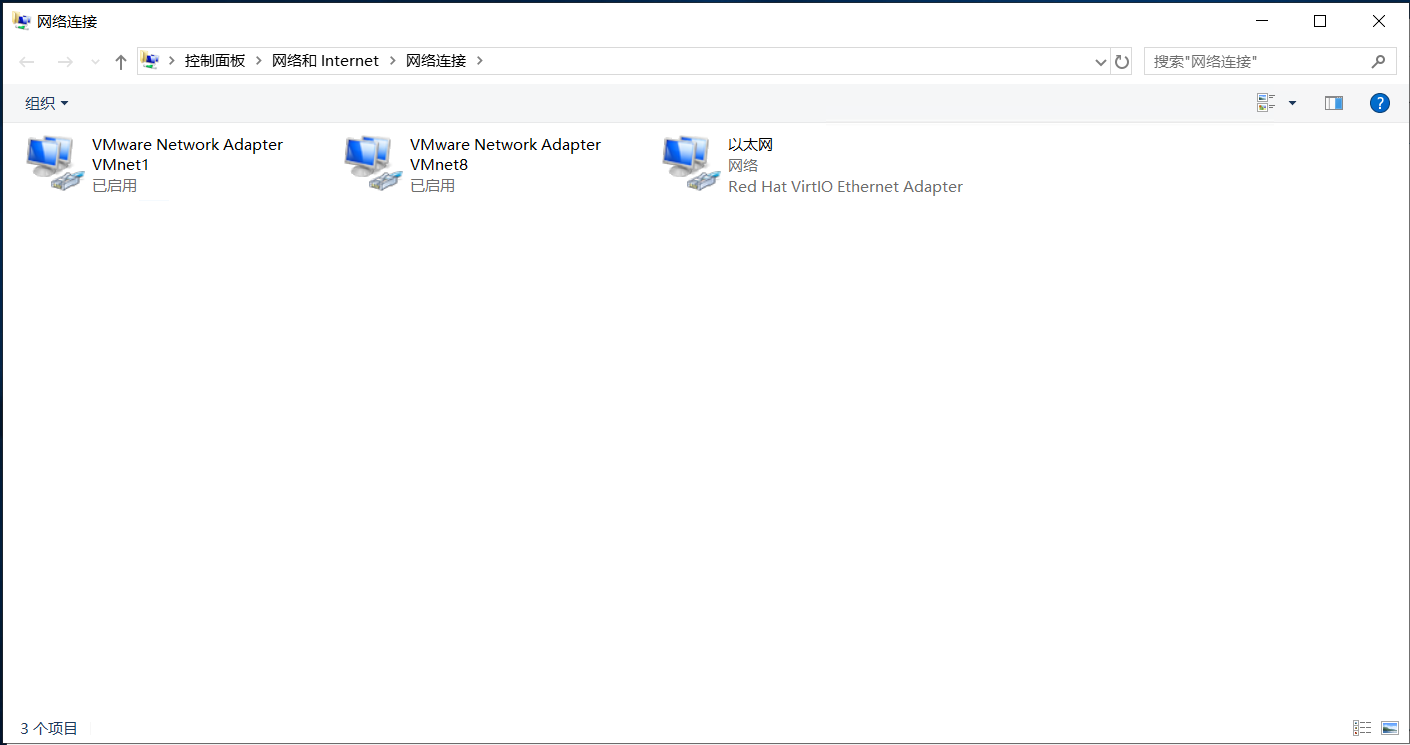 网络连接
控制面板 网络和 Internet 网络连接
搜索"网络连接"
组织
VMware Network Adapter
VMnet1
已启用
VMware Network Adapter
VMnet8
已启用
以太网
网络
Red Hat VirtIO Ethernet Adapter
3 个项目